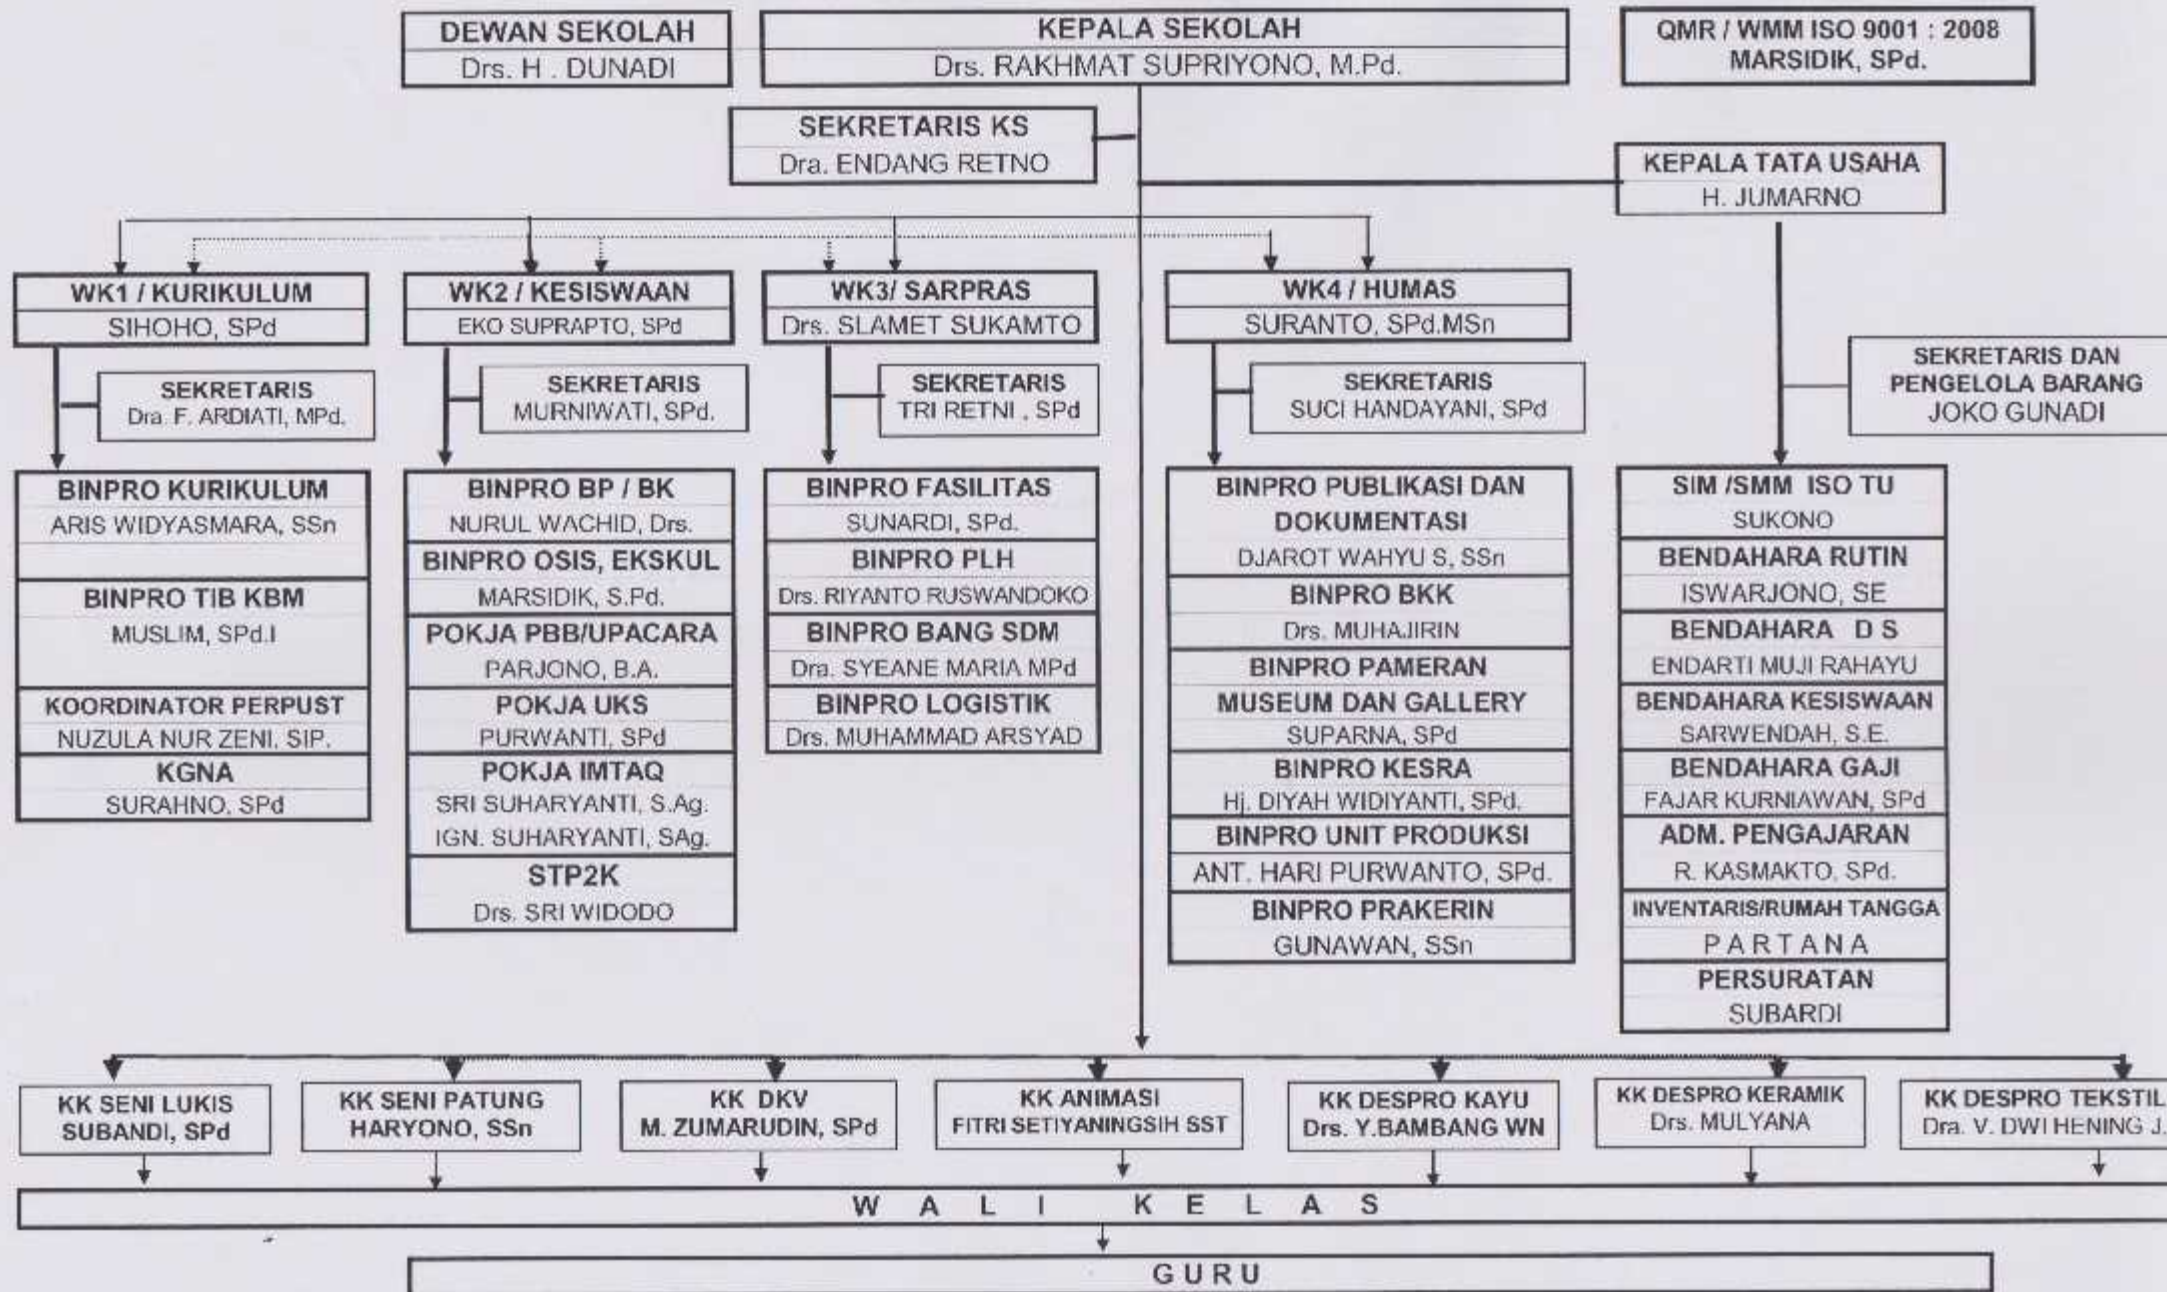 DEWAN SEKOLAH
Drs. H . DUNADI
KEPALA SEKOLAH
Drs. RAKHMAT SUPRIYONO, M.Pd.
QMR / WMM ISO 9001 : 2008
MARSIDIK, SPd.
SEKRETARIS KS
Dra. ENDANG RETNO
KEPALA TATA USAHA
H. JUMARNO
WK1 / KURIKULUM
SIHOHO, SPd
WK2 / KESISWAAN
EKO SUPRAPTO, SPd
WK3/ SARPRAS
Drs. SLAMET SUKAMTO
WK4 / HUMAS
SURANTO, SPd.MSn
SEKRETARIS
Dra. F. ARDIATI, MPd.
SEKRETARIS
MURNIWATI, SPd.
SEKRETARIS
TRI RETNI , SPd
SEKRETARIS
SUCI HANDAYANI, SPd
SEKRETARIS DAN
PENGELOLA BARANG
JOKO GUNADI
BINPRO KURIKULUM
ARIS WIDYASMARA, SSn
BINPRO TIB KBM
MUSLIM, SPd.I
KOORDINATOR PERPUST
NUZULA NUR ZENI, SIP.
KGNA
SURAHNO, SPd
BINPRO BP / BK
NURUL WACHID, Drs.
BINPRO OSIS, EKSKUL
MARSIDIK, S.Pd.
POKJA PBB/UPACARA
PARJONO, B.A.
POKJA UKS
PURWANTI, SPd
POKJA IMTAQ
SRI SUHARYANTI, S.Ag.
IGN. SUHARYANTI, SAg.
STP2K
Drs. SRI WIDODO
BINPRO FASILITAS
SUNARDI, SPd.
BINPRO PLH
Drs. RIYANTO RUSWANDOKO
BINPRO BANG SDM
Dra. SYEANE MARIA MPd
BINPRO LOGISTIK
Drs. MUHAMMAD ARSYAD
BINPRO PUBLIKASI DAN
DOKUMENTASI
DJAROT WAHYU S, SSn
BINPRO BKK
Drs. MUHAJIRIN
BINPRO PAMERAN
MUSEUM DAN GALLERY
SUPARNA, SPd
BINPRO KESRA
Hj. DIYAH WIDIYANTI, SPd.
BINPRO UNIT PRODUKSI
ANT. HARI PURWANTO, SPd.
BINPRO PRAKERIN
GUNAWAN, SSn
SIM /SMM ISO TU
SUKONO
BENDAHARA RUTIN
ISWARJONO, SE
BENDAHARA D S
ENDARTI MUJI RAHAYU
BENDAHARA KESISWAAN
SARWENDAH, S.E.
BENDAHARA GAJI
FAJAR KURNIAWAN, SPd
ADM. PENGAJARAN
R. KASMAKTO, SPd.
INVENTARIS/RUMAH TANGGA
P A R T A N A
PERSURATAN
SUBARDI
KK SENI LUKIS
SUBANDI, SPd
KK SENI PATUNG
HARYONO, SSn
KK DKV
M. ZUMARUDIN, SPd
KK ANIMASI
FITRI SETIYANINGSIH SST
KK DESPRO KAYU
Drs. Y.BAMBANG WN
KK DESPRO KERAMIK
Drs. MULYANA
KK DESPRO TEKSTIL
Dra. V. DWI HENING J.
W A L I K E L A S
G U R U